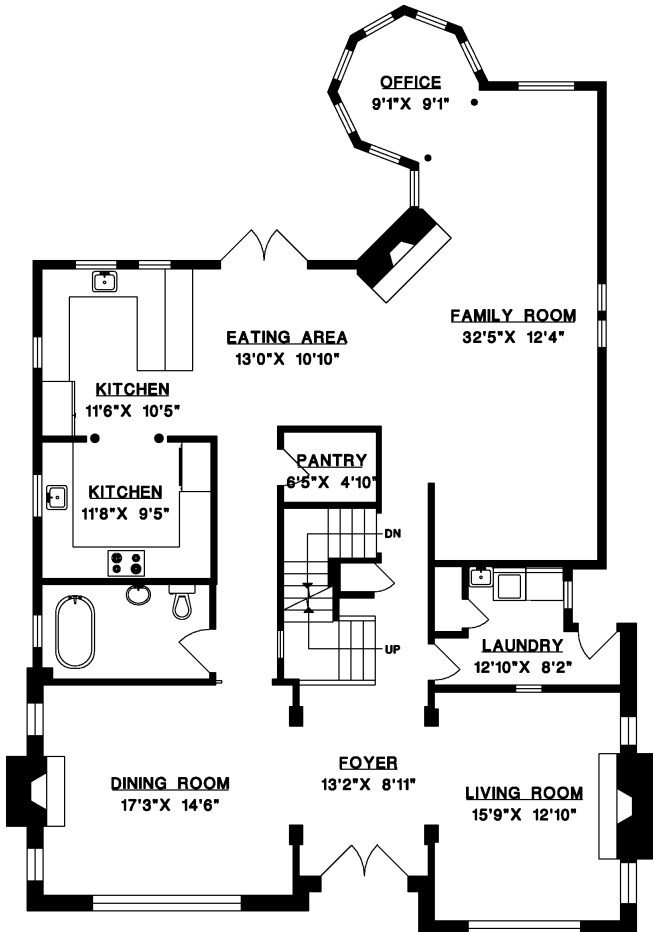 OFFICE
9'1"X 9'1"
FAMILY ROOM
32'5"X 12'4"
EATING AREA
13'0"X 10'10"
KITCHEN
11'6"X 10'5"
PANTRY
6'5"X 4'10"
KITCHEN
11'8"X 9'5"
DN
UP
LAUNDRY
12'10"X 8'2"
FOYER
13'2"X 8'11"
DINING ROOM
17'3"X 14'6"
LIVING ROOM
15'9"X 12'10"